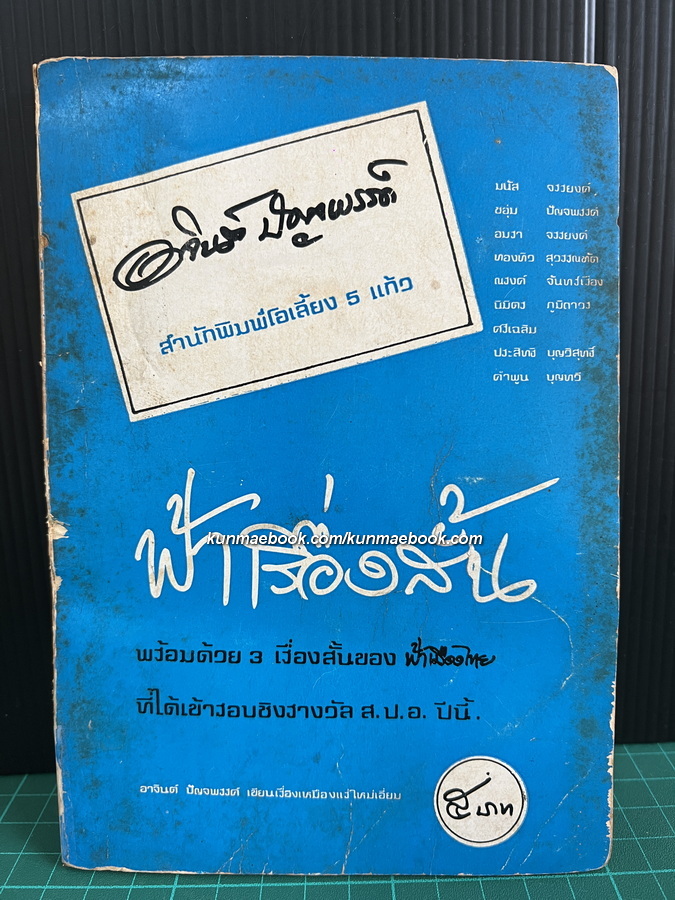 อาจินต์ ปัญจพรรค์
สำนักพิมพ์โอเลี้ยง 5 แก้ว
มนัส จรรยงค์
ขอุ่ม ปัญจพรรค์
อมรา จรรยงค์
ทองทิว สุวรรณทัต
ณรงค์ จันทร์เรือง
นิมิตร ภูมิถาวร
ศรีเฉลิม
ประสิทธิ์ บุญวิสุทธิ์
คำพูน บุญทวี
ฟ้าเรื่องสั้น
kunmaebook.com/kunmaebook.com
พร้อมด้วย 3 เรื่องสั้นของ ฟ้าเมืองไทย
ที่ได้เข้ารอบชิงรางวัล ส.ป.อ. ปีนี้.
อาจินต์ ปัญจพรรค์ เขียนเรื่องเหมืองแร่ใหม่เอี่ยม
บาท